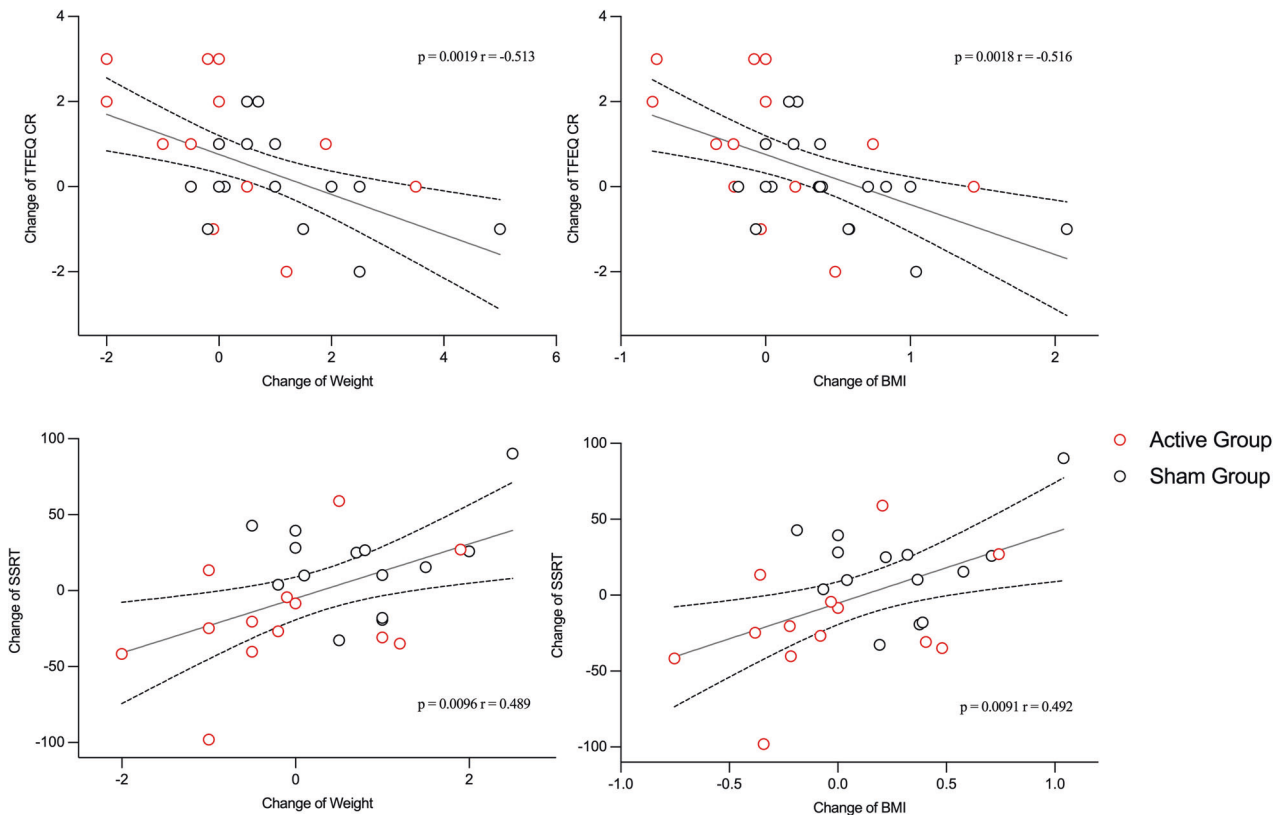 4
2
0
-2
Change of TFEQ CR
p = 0.0019 r = -0.513
-2
0
2
4
6
Change of Weight
4
2
0
-2
Change of TFEQ CR
p = 0.0018 r = -0.516
-1
0
1
2
Change of BMI
100
50
0
-50
-100
Change of SSRT
p = 0.0096 r = 0.489
-2
0
2
Change of Weight
100
50
0
-50
-100
Change of SSRT
p = 0.0091 r = 0.492
-1.0
-0.5
0.0
0.5
1.0
Change of BMI
Active Group
Sham Group